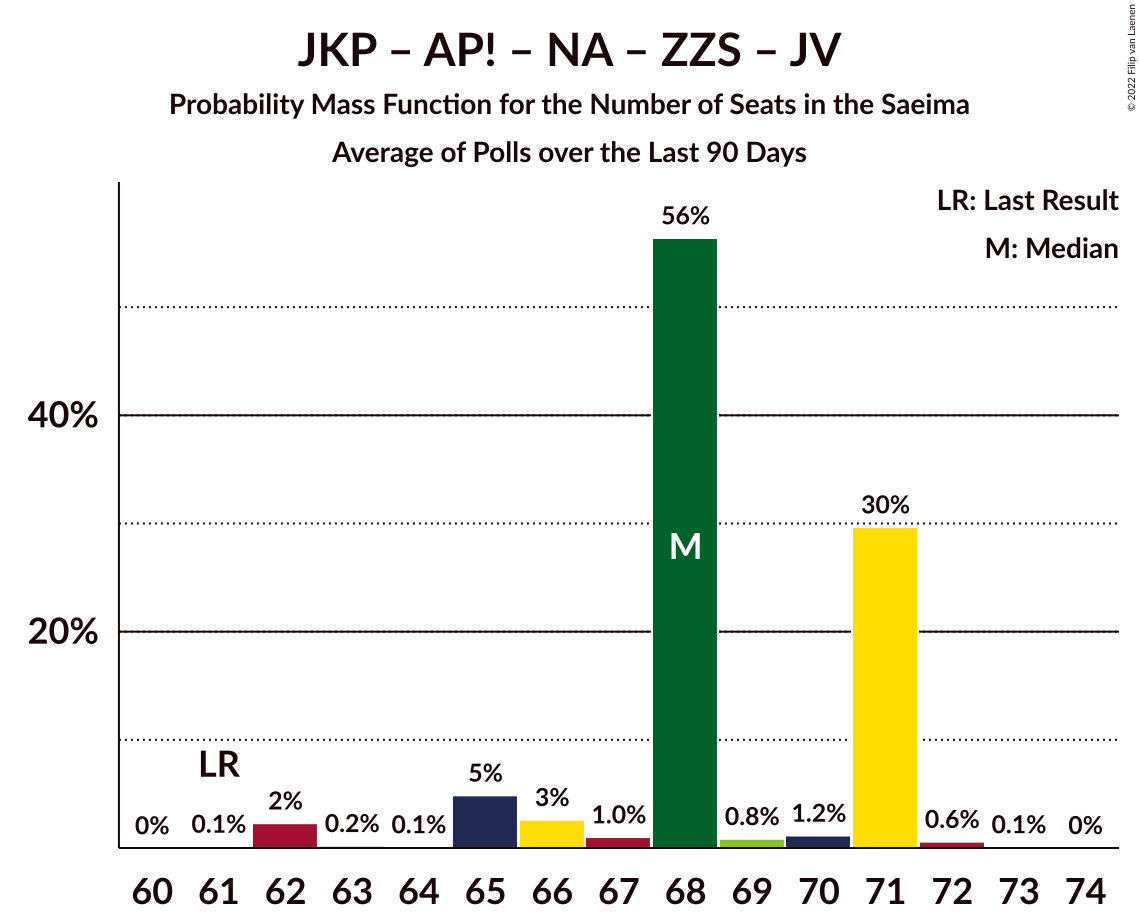 JKP – AP! – NA – ZZS – JV
Probability Mass Function for the Number of Seats in the Saeima
Average of Polls over the Last 90 Days
© 2022 Filip van Laenen
LR: Last Result
M: Median
56%
40%
30%
M
20%
LR
5%
2%
3%
0%
0.1%
0.2%
0.1%
1.0%
0.8%
1.2%
0.6%
0.1%
0%
60 61 62 63 64 65 66 67 68 69 70 71 72 73 74